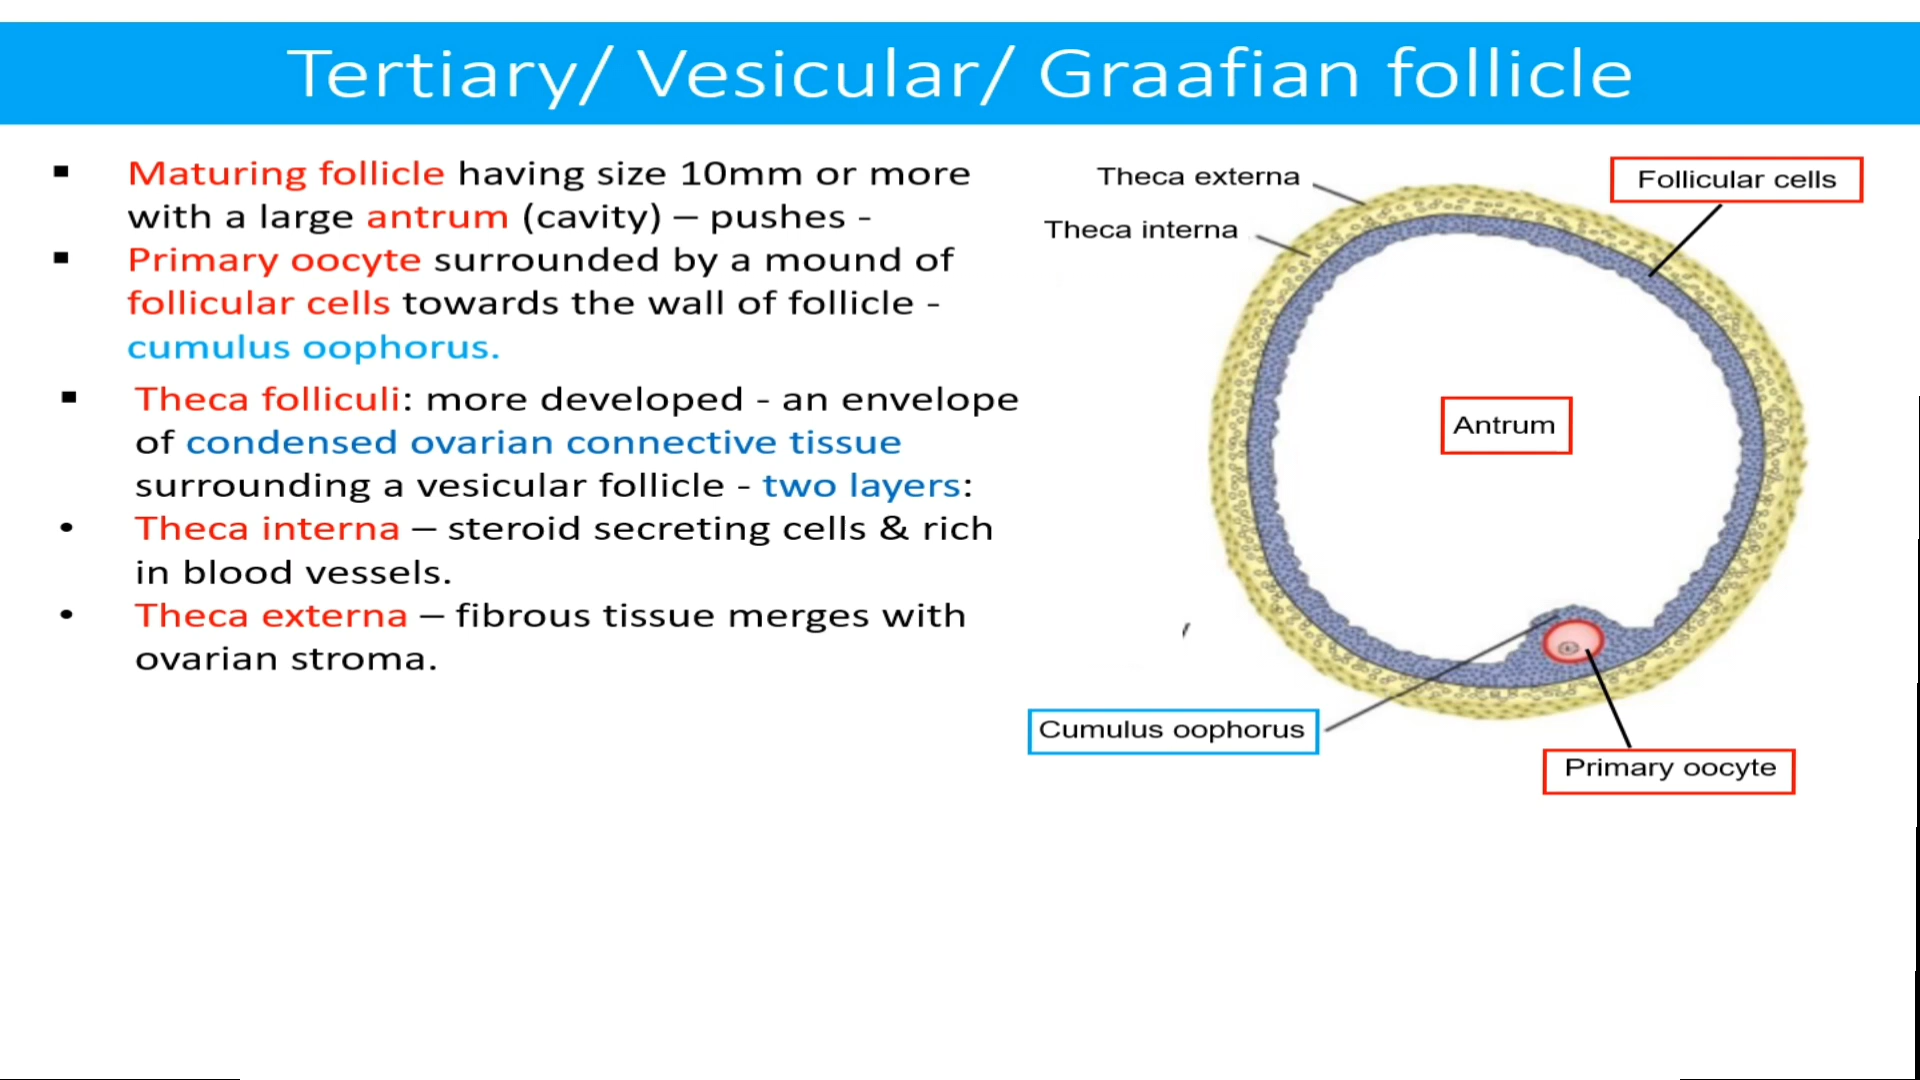 Tertiary/ Vesicular/ Graafian follicle
▪ Maturing follicle having size 10mm or more
with a large antrum (cavity) – pushes -
▪ Primary oocyte surrounded by a mound of
follicular cells towards the wall of follicle -
cumulus oophorus.
▪ Theca folliculi: more developed - an envelope
of condensed ovarian connective tissue
surrounding a vesicular follicle - two layers:
• Theca interna – steroid secreting cells & rich
in blood vessels.
• Theca externa – fibrous tissue merges with
ovarian stroma.
Theca externa
Follicular cells
Theca interna
Antrum
Cumulus oophorus
Primary oocyte